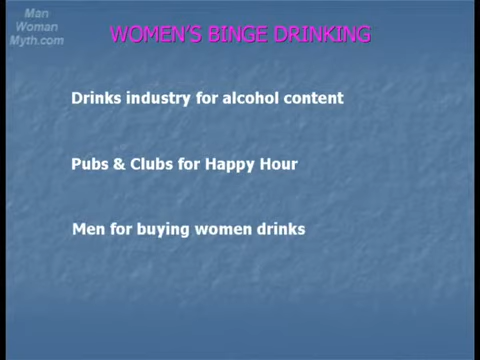 Man
Woman
Myth.com
WOMEN'S BINGE DRINKING
Drinks industry for alcohol content
Pubs & Clubs for Happy Hour
Men for buying women drinks